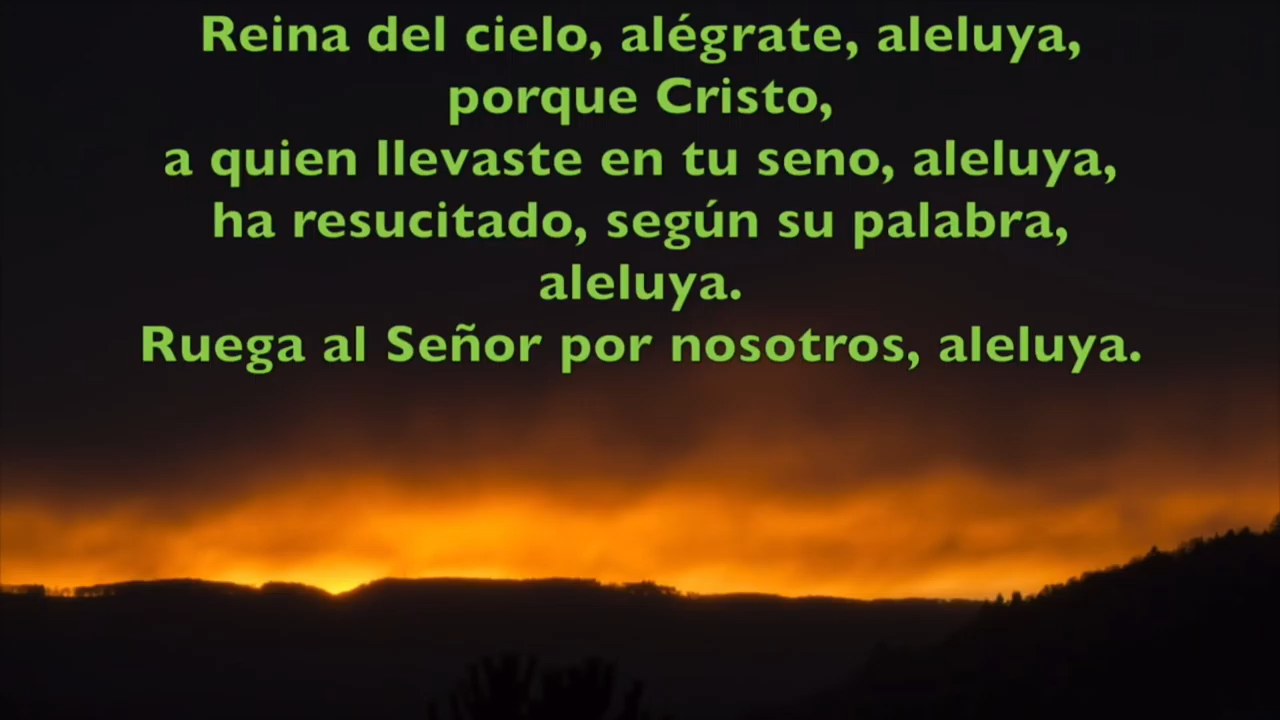 Reina del cielo, alégrate, aleluya,
porque Cristo,
a quien llevaste en tu seno, aleluya,
ha resucitado, según su palabra,
aleluya.
Ruega al Señor por nosotros, aleluya.